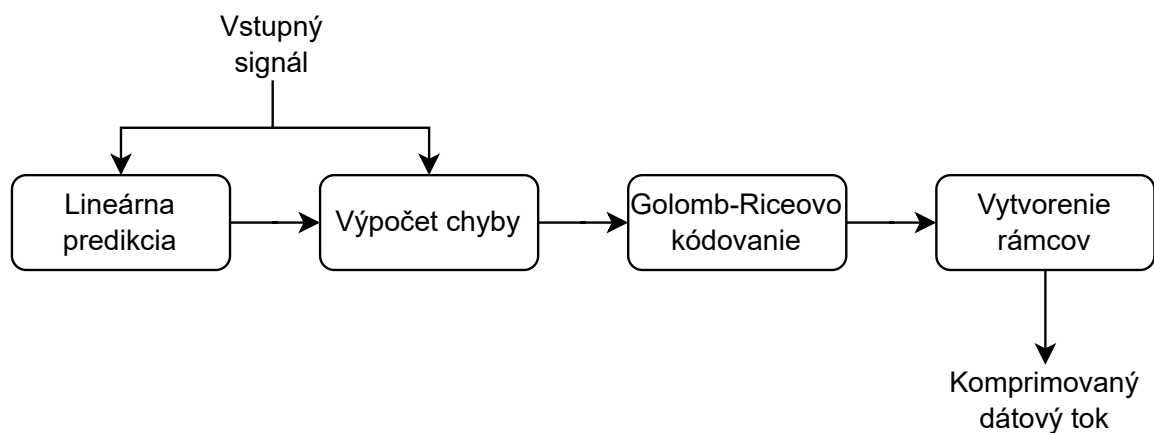 Vstupný
signál
Lineárna
predikcia
Výpočet chyby
Golomb-Riceovo
kódovanie
Vytvorenie
rámcov
Komprimovaný
dátový tok